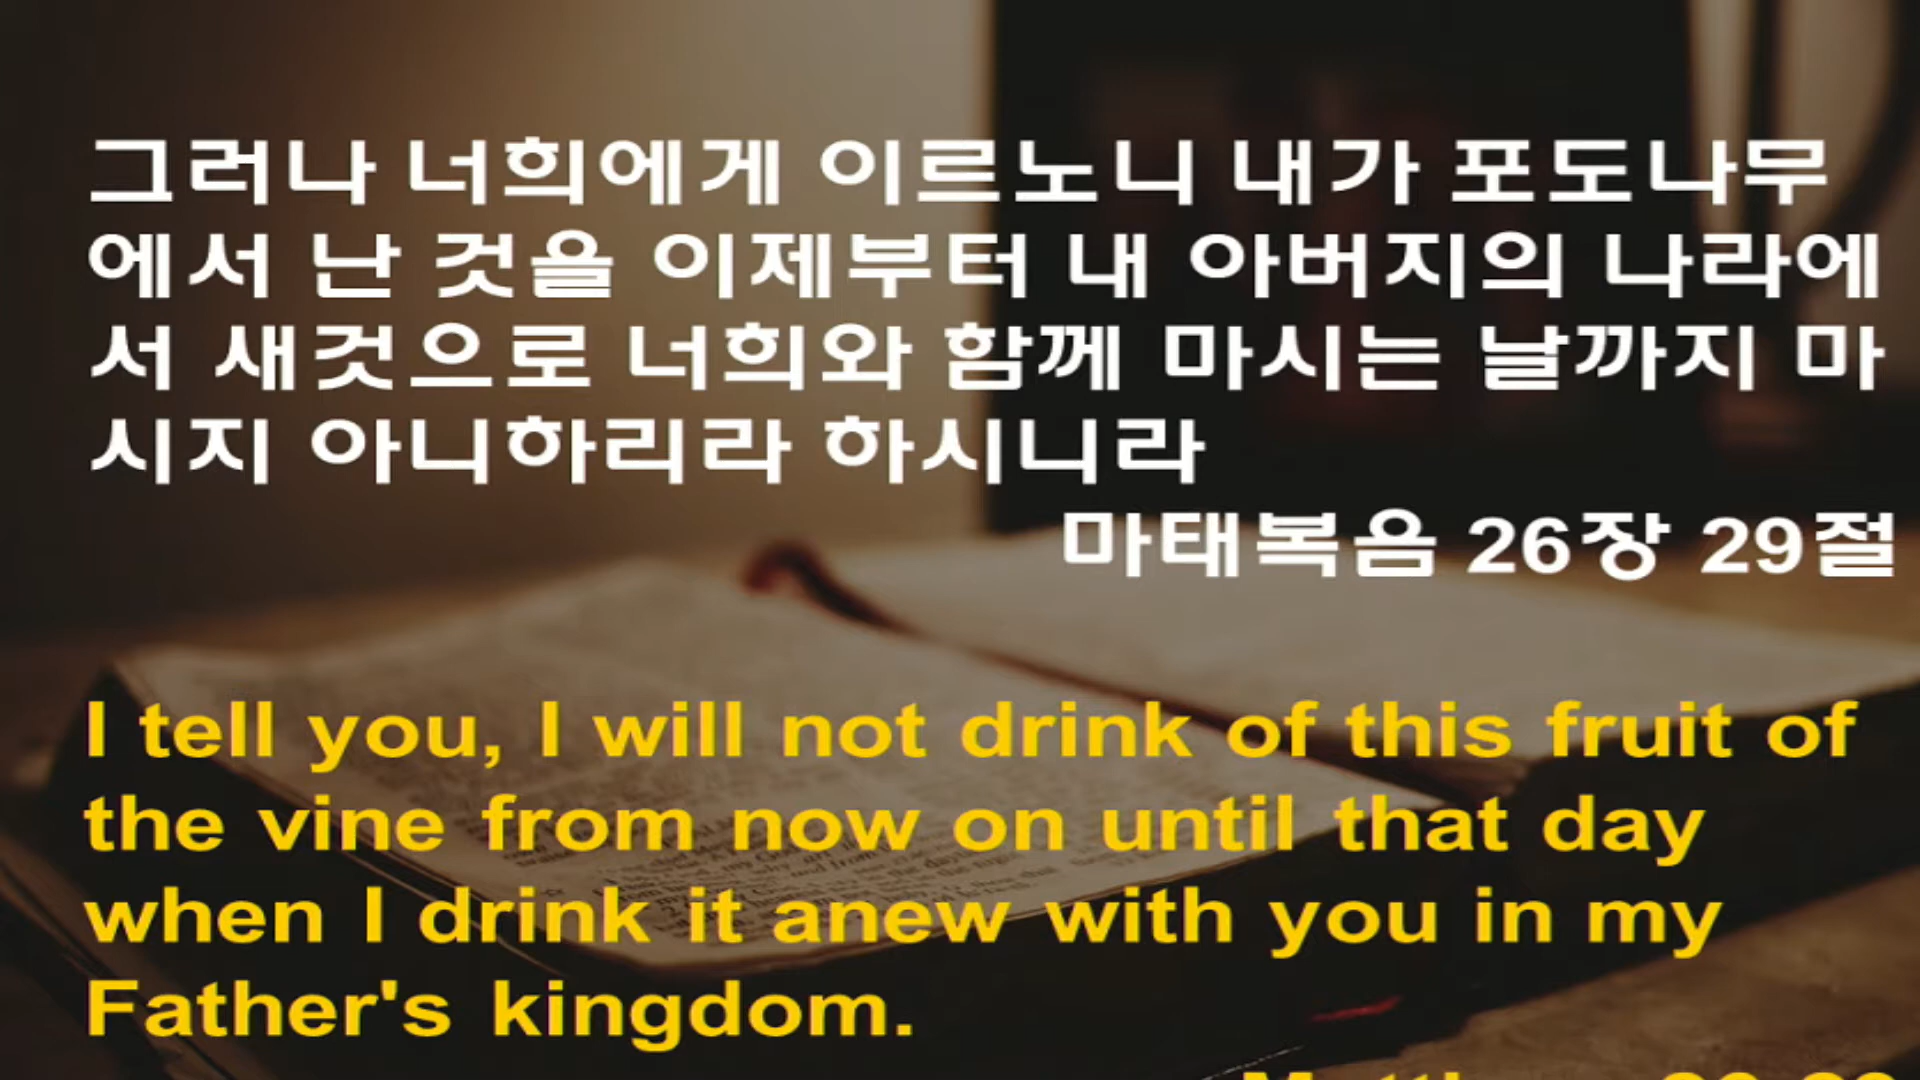 그러나 너희에게 이르노니 내가 포도나무
에서 난 것을 이제부터 내 아버지의 나라에
서 새것으로 너희와 함께 마시는 날까지 마
시지 아니하리라 하시니라
마태복음 26장 29절
I tell you, I will not drink of this fruit of
the vine from now on until that day
when I drink it anew with you in my
Father's kingdom.